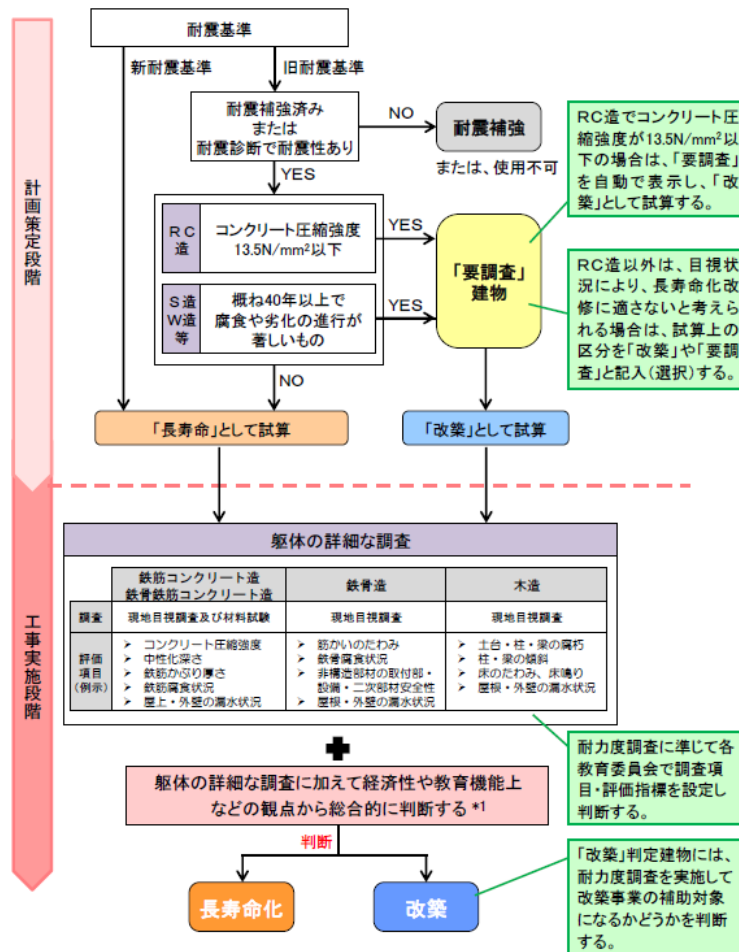 耐震基準
新耐震基準
旧耐震基準
耐震補強済み
または
耐震診断で耐震性あり
NO
耐震補強
または、使用不可
YES
RC造でコンクリート圧
縮強度が13.5N/mm²以
下の場合は、「要調査」
を自動で表示し、「改
築」として試算する。
計画策定段階
RC
造
コンクリート圧縮強度
13.5N/mm²以下
YES
「要調査」
建物
S造
W造
等
概ね40年以上で
腐食や劣化の進行が
著しいもの
YES
RC造以外は、目視状
況により、長寿命化改
修に適さないと考えら
れる場合は、試算上の
区分を「改築」や「要調
査」と記入(選択)する。
NO
「長寿命」として試算
「改築」として試算
工事実施段階
躯体の詳細な調査
鉄筋コンクリート造
鉄骨鉄筋コンクリート造
鉄骨造
木造
調査
現地目視調査及び材料試験
現地目視調査
現地目視調査
評価
項目
(例示)
➢ コンクリート圧縮強度
➢ 中性化深さ
➢ 鉄筋かぶり厚さ
➢ 鉄筋腐食状況
➢ 屋上・外壁の漏水状況
➢ 筋かいのたわみ
➢ 鉄骨腐食状況
➢ 非構造部材の取付部・
設備・二次部材安全性
➢ 屋根・外壁の漏水状況
➢ 土台・柱・梁の腐朽
➢ 柱・梁の傾斜
➢ 床のたわみ、床鳴り
➢ 屋根・外壁の漏水状況
躯体の詳細な調査に加えて経済性や教育機能上
などの観点から総合的に判断する *1
耐力度調査に準じて各
教育委員会で調査項
目・評価指標を設定し
判断する。
判断
長寿命化
改築
「改築」判定建物には、
耐力度調査を実施して
改築事業の補助対象
になるかどうかを判断
する。